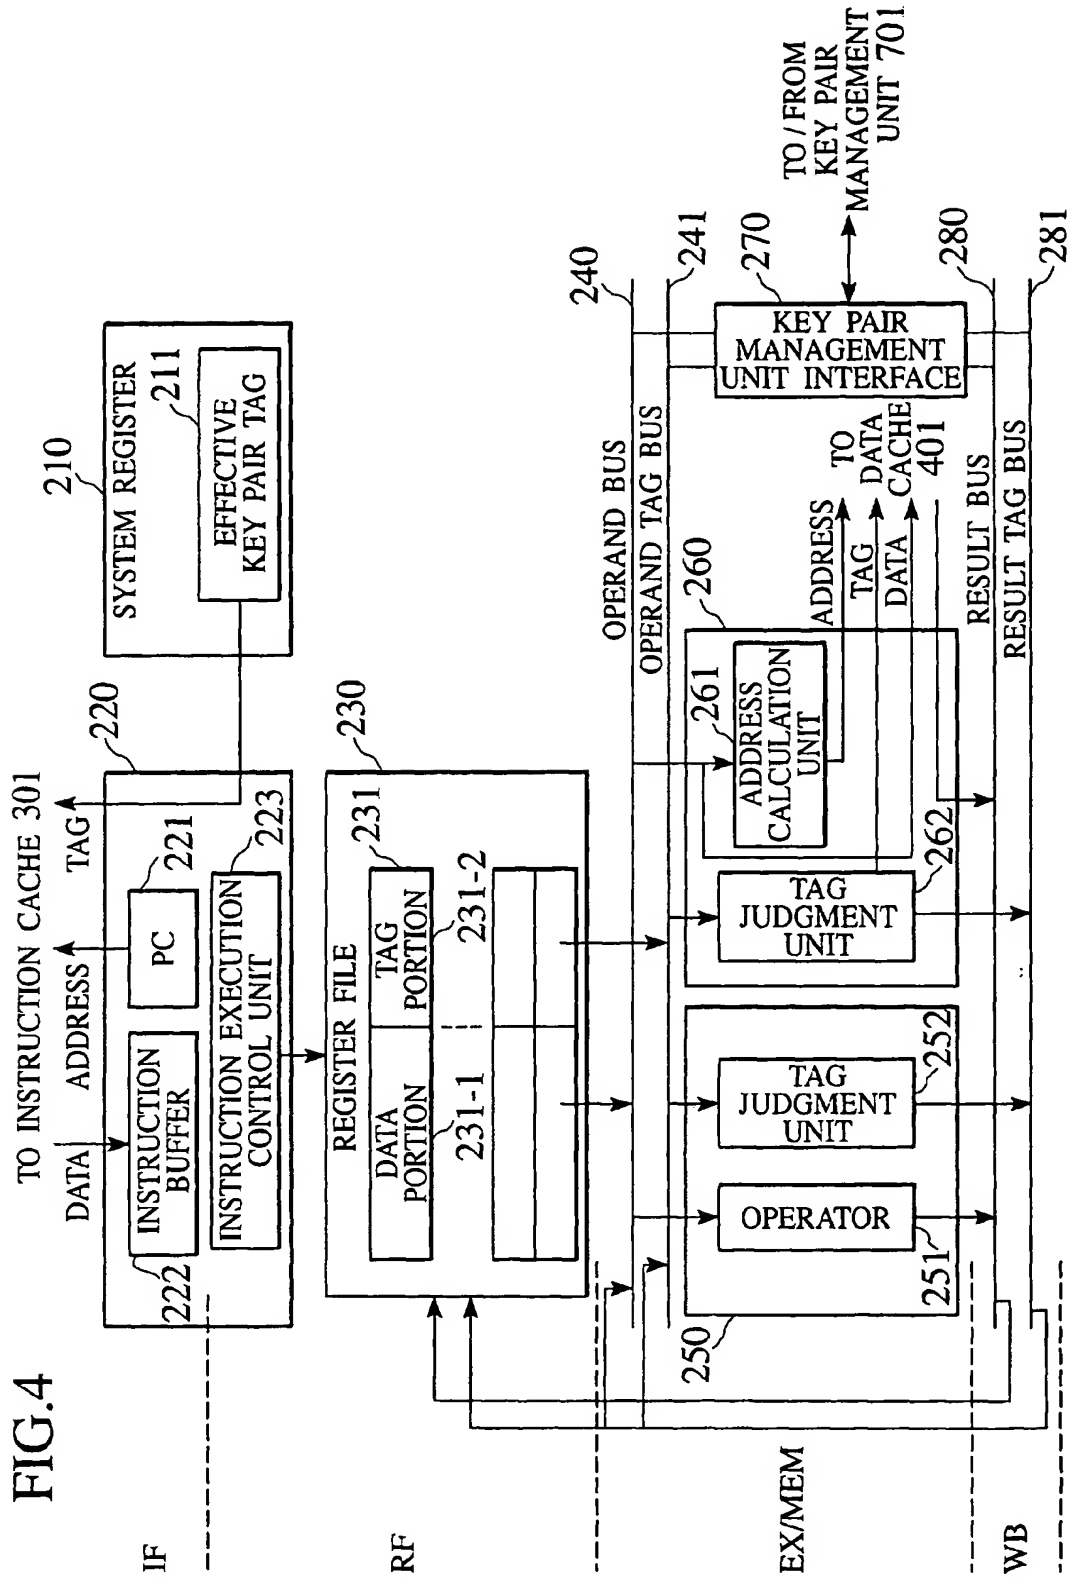 FIG.4
TO INSTRUCTION CACHE 301
DATA
ADDRESS
TAG
IF
222
INSTRUCTION
BUFFER
PC
221
220
INSTRUCTION EXECUTION
CONTROL UNIT
223
210
SYSTEM REGISTER
211
EFFECTIVE
KEY PAIR TAG
RF
REGISTER FILE
230
DATA
PORTION
TAG
PORTION
231
231-1
231-2
OPERAND BUS
240
OPERAND TAG BUS
241
EX/MEM
250
OPERATOR
251
TAG
JUDGMENT
UNIT
252
260
261
ADDRESS
CALCULATION
UNIT
TAG
JUDGMENT
UNIT
262
ADDRESS
TAG
DATA
TO
DATA
CACHE
401
270
KEY PAIR
MANAGEMENT
UNIT INTERFACE
TO/FROM
KEY PAIR
MANAGEMENT
UNIT 701
WB
RESULT BUS
280
RESULT TAG BUS
281